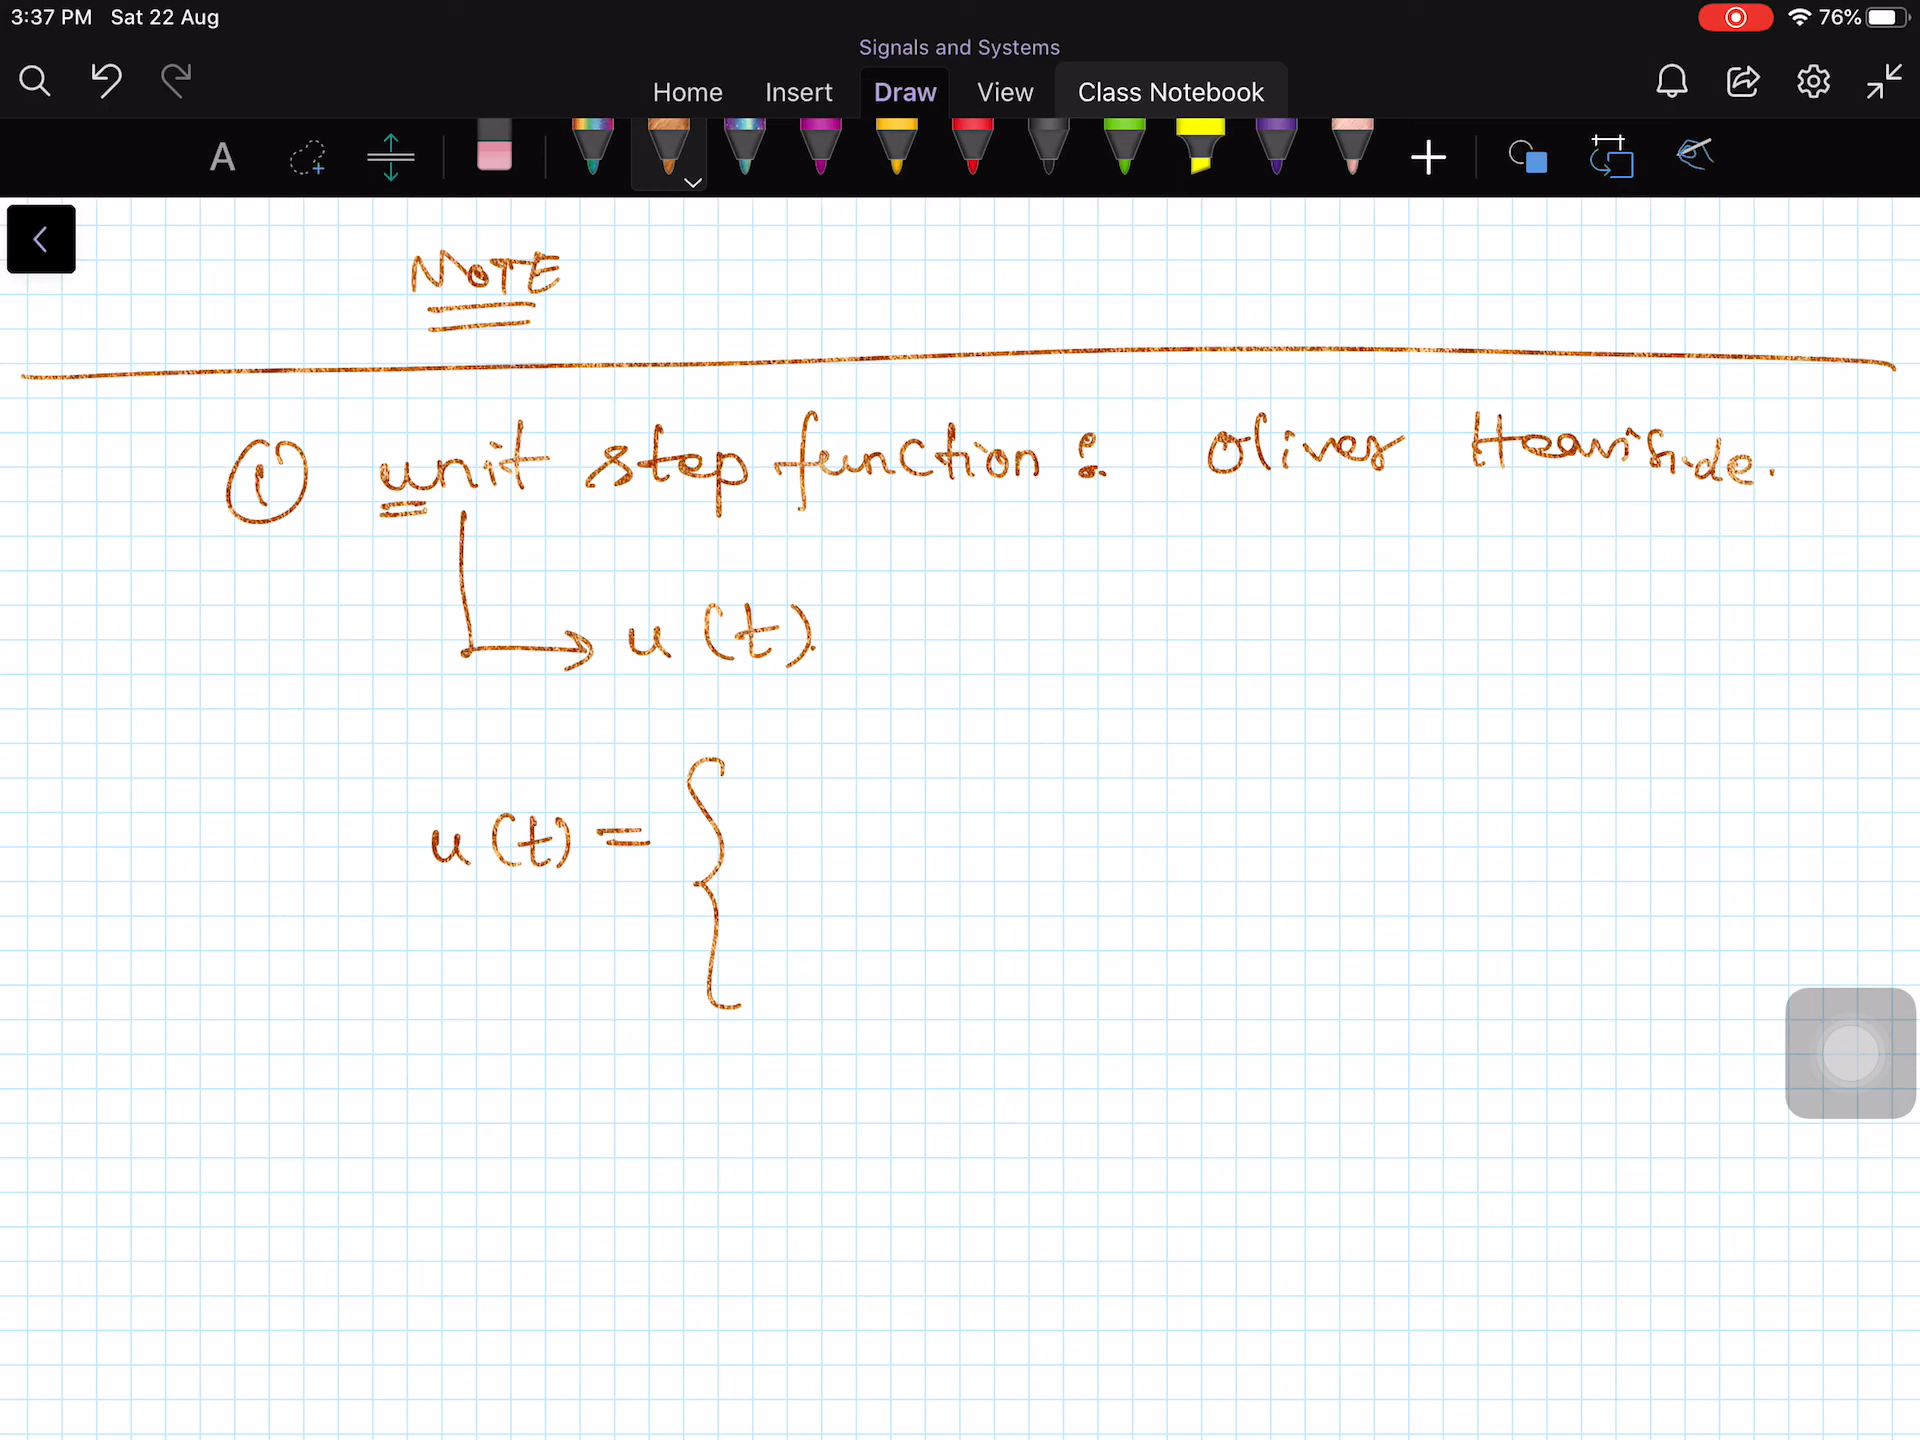 3:37 PM Sat 22 Aug
76%
Signals and Systems
Home Insert Draw View Class Notebook
A
NOTE
① unit step function : Oliver Heaviside.
u (t).
u (t) = {